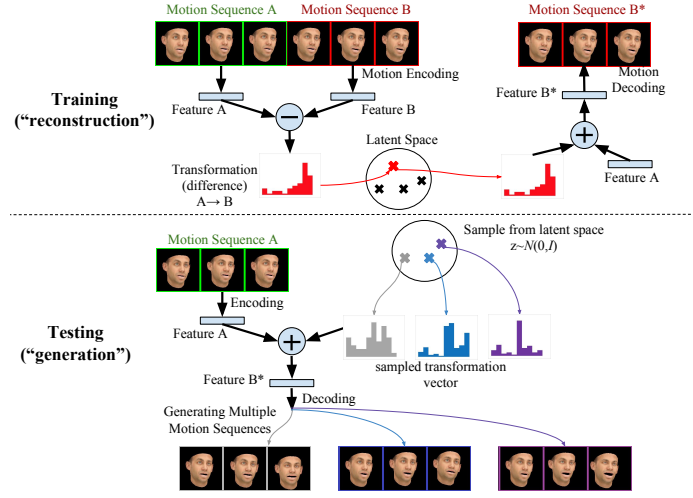 Motion Sequence A
Motion Sequence B
Motion Sequence B*
Motion Encoding
Motion
Decoding
Feature A
Feature B
Feature B*
Training
(“reconstruction”)
−
+
Latent Space
Transformation
(difference)
A→ B
Feature A
Motion Sequence A
Sample from latent space
z~N(0,I)
Encoding
Feature A
Testing
(“generation”)
+
sampled transformation
vector
Feature B*
Decoding
Generating Multiple
Motion Sequences